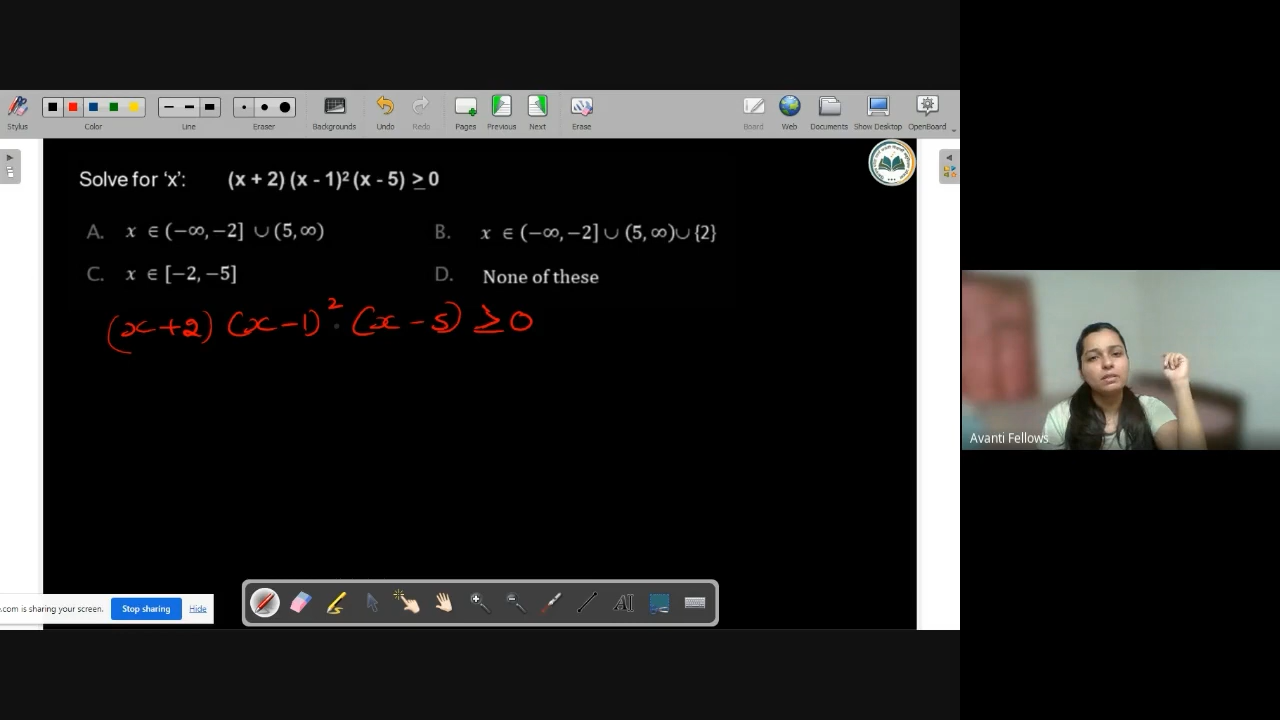 Stylus Color Line Eraser Backgrounds Undo Redo Pages Previous Next Erase Board Web Documents Show Desktop OpenBoard
Solve for 'x': (x + 2) (x - 1)² (x - 5) ≥ 0
A. x ∈ (−∞, −2] ∪ (5, ∞)
B. x ∈ (−∞, −2] ∪ (5, ∞) ∪ {2}
C. x ∈ [−2, −5]
D. None of these
(x+2) (x-1)² (x-5) ≥ 0
Avanti Fellows
.com is sharing your screen. Stop sharing Hide